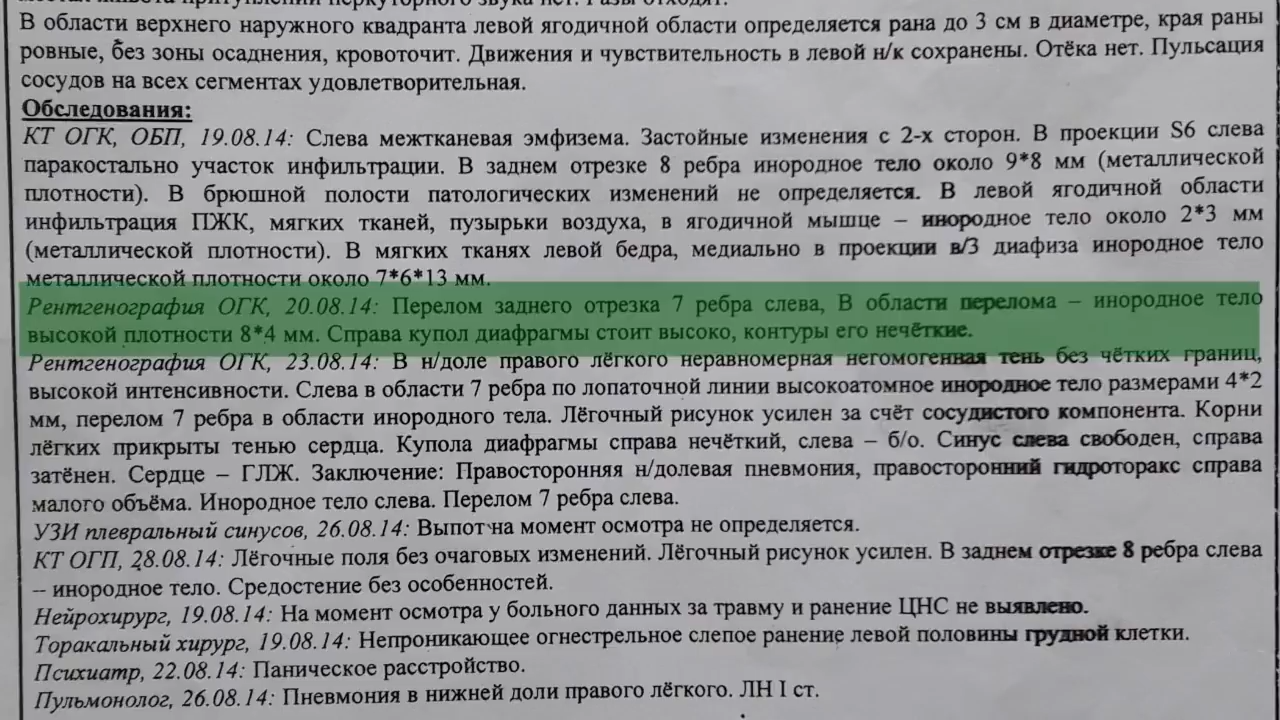 В области верхнего наружного квадранта левой ягодичной области определяется рана до 3 см в диаметре, края раны
ровные, без зоны осаднения, кровоточит. Движения и чувствительность в левой н/к сохранены. Отёка нет. Пульсация
сосудов на всех сегментах удовлетворительная.
Обследования:
КТ ОГК, ОБП, 19.08.14: Слева межтканевая эмфизема. Застойные изменения с 2-х сторон. В проекции S6 слева
паракостально участок инфильтрации. В заднем отрезке 8 ребра инородное тело около 9*8 мм (металлической
плотности). В брюшной полости патологических изменений не определяется. В левой ягодичной области
инфильтрация ПЖК, мягких тканей, пузырьки воздуха, в ягодичной мышце – инородное тело около 2*3 мм
(металлической плотности). В мягких тканях левой бедра, медиально в проекции в/3 диафиза инородное тело
металлической плотности около 7*6*13 мм.
Рентгенография ОГК, 20.08.14: Перелом заднего отрезка 7 ребра слева, В области перелома – инородное тело
высокой плотности 8*4 мм. Справа купол диафрагмы стоит высоко, контуры его нечёткие.
Рентгенография ОГК, 23.08.14: В н/доле правого лёгкого неравномерная негомогенная тень без чётких границ,
высокой интенсивности. Слева в области 7 ребра по лопаточной линии высокоатомное инородное тело размерами 4*2
мм, перелом 7 ребра в области инородного тела. Лёгочный рисунок усилен за счёт сосудистого компонента. Корни
лёгких прикрыты тенью сердца. Купола диафрагмы справа нечёткий, слева – б/о. Синус слева свободен, справа
затёнен. Сердце – ГЛЖ. Заключение: Правосторонняя н/долевая пневмония, правосторонний гидроторакс справа
малого объёма. Инородное тело слева. Перелом 7 ребра слева.
УЗИ плевральный синусов, 26.08.14: Выпот на момент осмотра не определяется.
КТ ОГП, 28.08.14: Лёгочные поля без очаговых изменений. Лёгочный рисунок усилен. В заднем отрезке 8 ребра слева
– инородное тело. Средостение без особенностей.
Нейрохирург, 19.08.14: На момент осмотра у больного данных за травму и ранение ЦНС не выявлено.
Торакальный хирург, 19.08.14: Непроникающее огнестрельное слепое ранение левой половины грудной клетки.
Психиатр, 22.08.14: Паническое расстройство.
Пульмонолог, 26.08.14: Пневмония в нижней доли правого лёгкого. ЛН I ст.